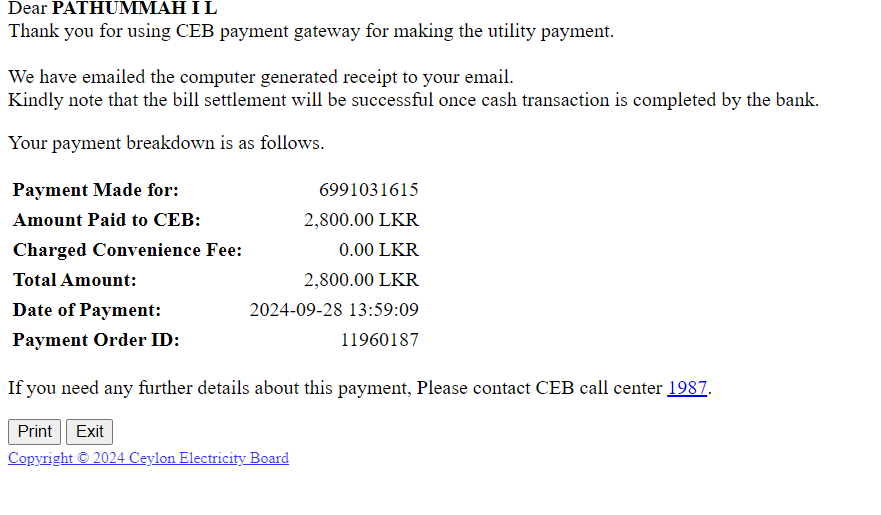 Dear PATHUMMAH I L
Thank you for using CEB payment gateway for making the utility payment.
We have emailed the computer generated receipt to your email.
Kindly note that the bill settlement will be successful once cash transaction is completed by the bank.
Your payment breakdown is as follows.
Payment Made for: 6991031615
Amount Paid to CEB: 2,800.00 LKR
Charged Convenience Fee: 0.00 LKR
Total Amount: 2,800.00 LKR
Date of Payment: 2024-09-28 13:59:09
Payment Order ID: 11960187
If you need any further details about this payment, Please contact CEB call center 1987.
Print Exit
Copyright © 2024 Ceylon Electricity Board